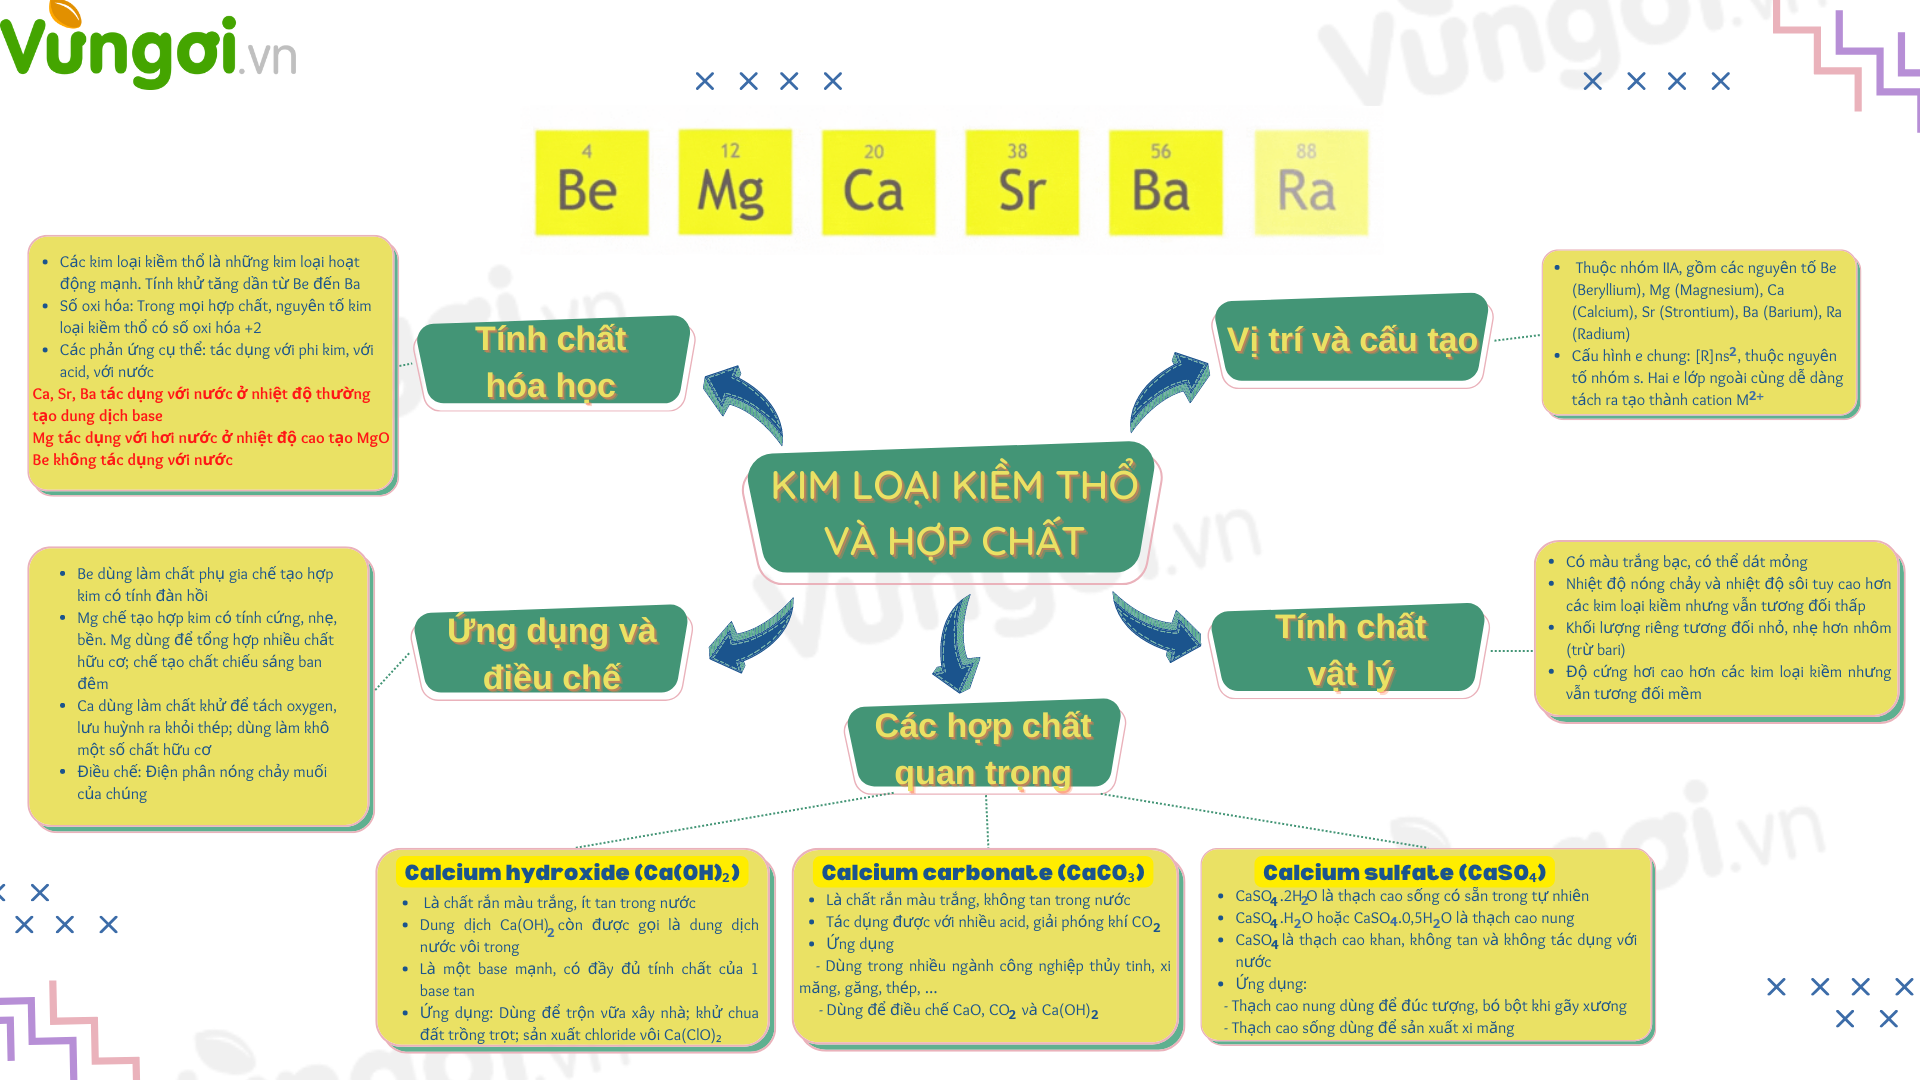 Vừngơi.vn
4 12 20 38 56 88
Be Mg Ca Sr Ba Ra
• Các kim loại kiềm thổ là những kim loại hoạt
động mạnh. Tính khử tăng dần từ Be đến Ba
• Số oxi hóa: Trong mọi hợp chất, nguyên tố kim
loại kiềm thổ có số oxi hóa +2
• Các phản ứng cụ thể: tác dụng với phi kim, với
acid, với nước
Ca, Sr, Ba tác dụng với nước ở nhiệt độ thường
tạo dung dịch base
Mg tác dụng với hơi nước ở nhiệt độ cao tạo MgO
Be không tác dụng với nước
Tính chất
hóa học
Vị trí và cấu tạo
• Thuộc nhóm IIA, gồm các nguyên tố Be
(Beryllium), Mg (Magnesium), Ca
(Calcium), Sr (Strontium), Ba (Barium), Ra
(Radium)
• Cấu hình e chung: [R]ns², thuộc nguyên
tố nhóm s. Hai e lớp ngoài cùng dễ dàng
tách ra tạo thành cation M²⁺
KIM LOẠI KIỀM THỔ
VÀ HỢP CHẤT
• Be dùng làm chất phụ gia chế tạo hợp
kim có tính đàn hồi
• Mg chế tạo hợp kim có tính cứng, nhẹ,
bền. Mg dùng để tổng hợp nhiều chất
hữu cơ; chế tạo chất chiếu sáng ban
đêm
• Ca dùng làm chất khử để tách oxygen,
lưu huỳnh ra khỏi thép; dùng làm khô
một số chất hữu cơ
• Điều chế: Điện phân nóng chảy muối
của chúng
Ứng dụng và
điều chế
Tính chất
vật lý
• Có màu trắng bạc, có thể dát mỏng
• Nhiệt độ nóng chảy và nhiệt độ sôi tuy cao hơn
các kim loại kiềm nhưng vẫn tương đối thấp
• Khối lượng riêng tương đối nhỏ, nhẹ hơn nhôm
(trừ bari)
• Độ cứng hơi cao hơn các kim loại kiềm nhưng
vẫn tương đối mềm
Các hợp chất
quan trọng
Calcium hydroxide (Ca(OH)₂)
• Là chất rắn màu trắng, ít tan trong nước
• Dung dịch Ca(OH)₂ còn được gọi là dung dịch
nước vôi trong
• Là một base mạnh, có đầy đủ tính chất của 1
base tan
• Ứng dụng: Dùng để trộn vữa xây nhà; khử chua
đất trồng trọt; sản xuất chloride vôi Ca(ClO)₂
Calcium carbonate (CaCO₃)
• Là chất rắn màu trắng, không tan trong nước
• Tác dụng được với nhiều acid, giải phóng khí CO₂
• Ứng dụng
- Dùng trong nhiều ngành công nghiệp thủy tinh, xi
măng, găng, thép, ...
- Dùng để điều chế CaO, CO₂ và Ca(OH)₂
Calcium sulfate (CaSO₄)
• CaSO₄.2H₂O là thạch cao sống có sẵn trong tự nhiên
• CaSO₄.H₂O hoặc CaSO₄.0,5H₂O là thạch cao nung
• CaSO₄ là thạch cao khan, không tan và không tác dụng với
nước
• Ứng dụng:
- Thạch cao nung dùng để đúc tượng, bó bột khi gãy xương
- Thạch cao sống dùng để sản xuất xi măng